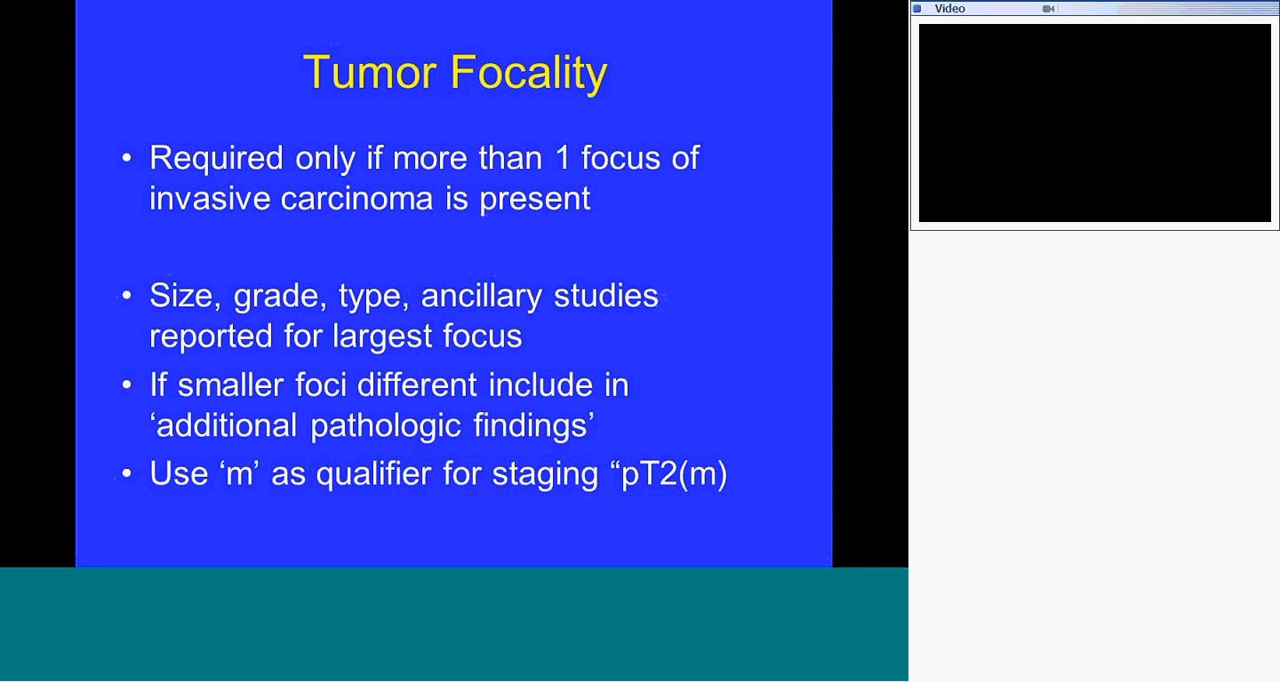 Video
Tumor Focality
• Required only if more than 1 focus of
invasive carcinoma is present
• Size, grade, type, ancillary studies
reported for largest focus
• If smaller foci different include in
‘additional pathologic findings’
• Use ‘m’ as qualifier for staging “pT2(m)